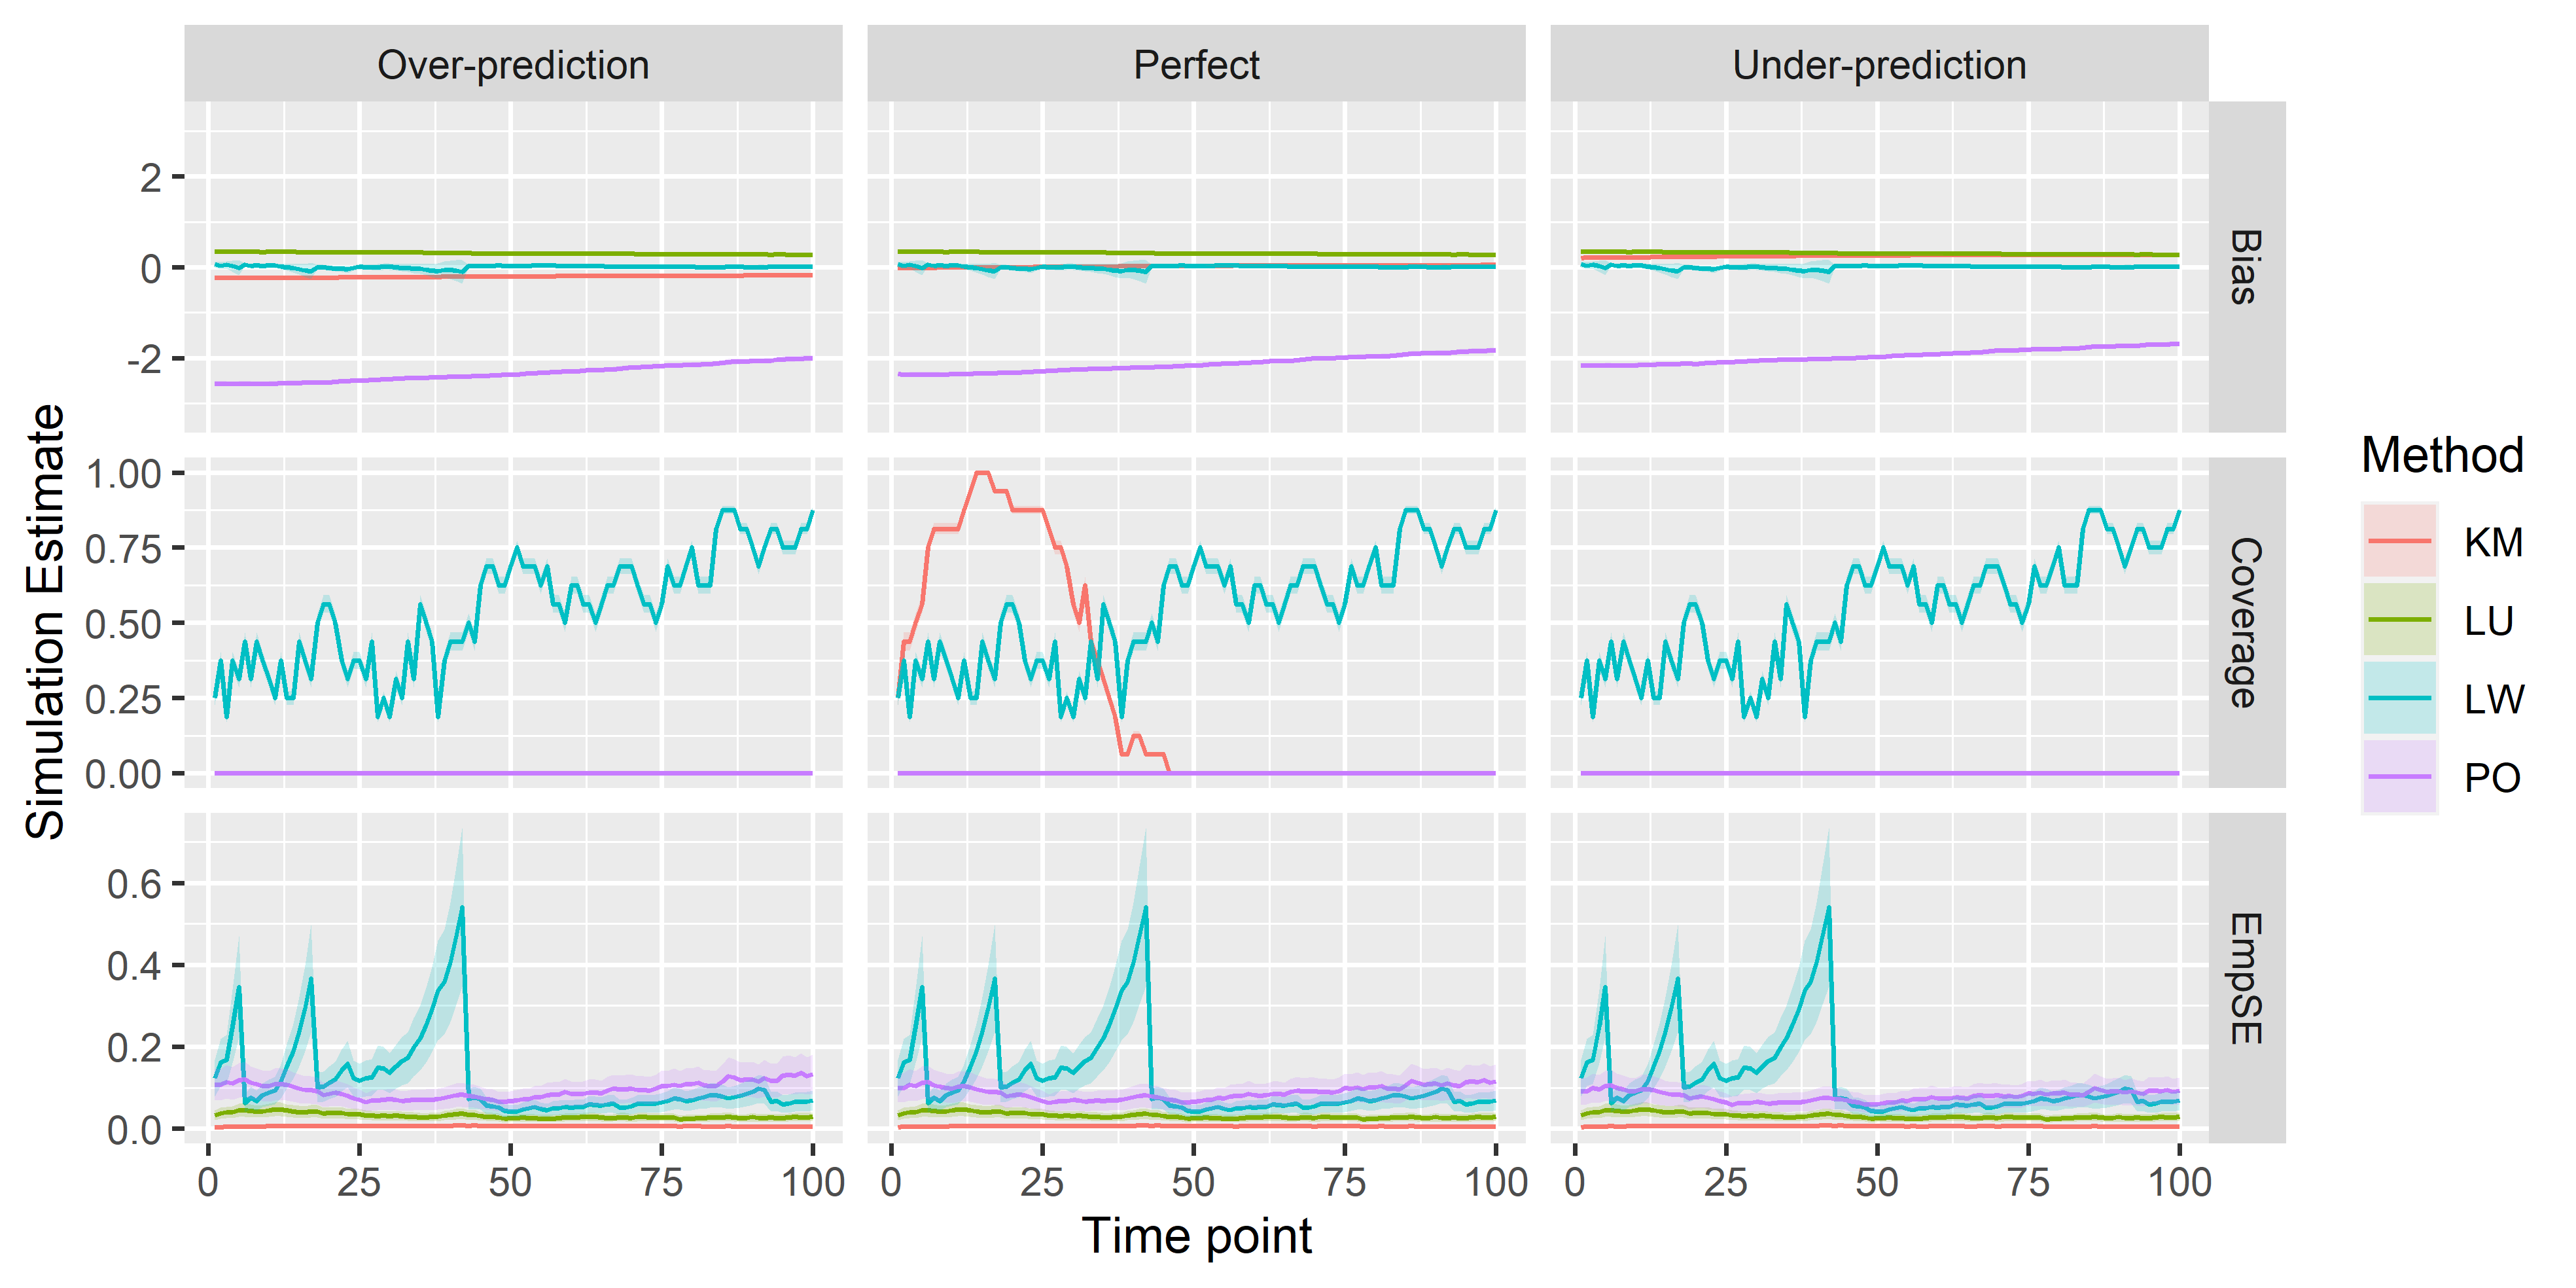 Over-prediction
Perfect
Under-prediction
2
0
-2
Bias
1.00
0.75
0.50
0.25
0.00
Coverage
0.6
0.4
0.2
0.0
EmpSE
0 25 50 75 100
0 25 50 75 100
0 25 50 75 100
Time point
Simulation Estimate
Method
KM
LU
LW
PO